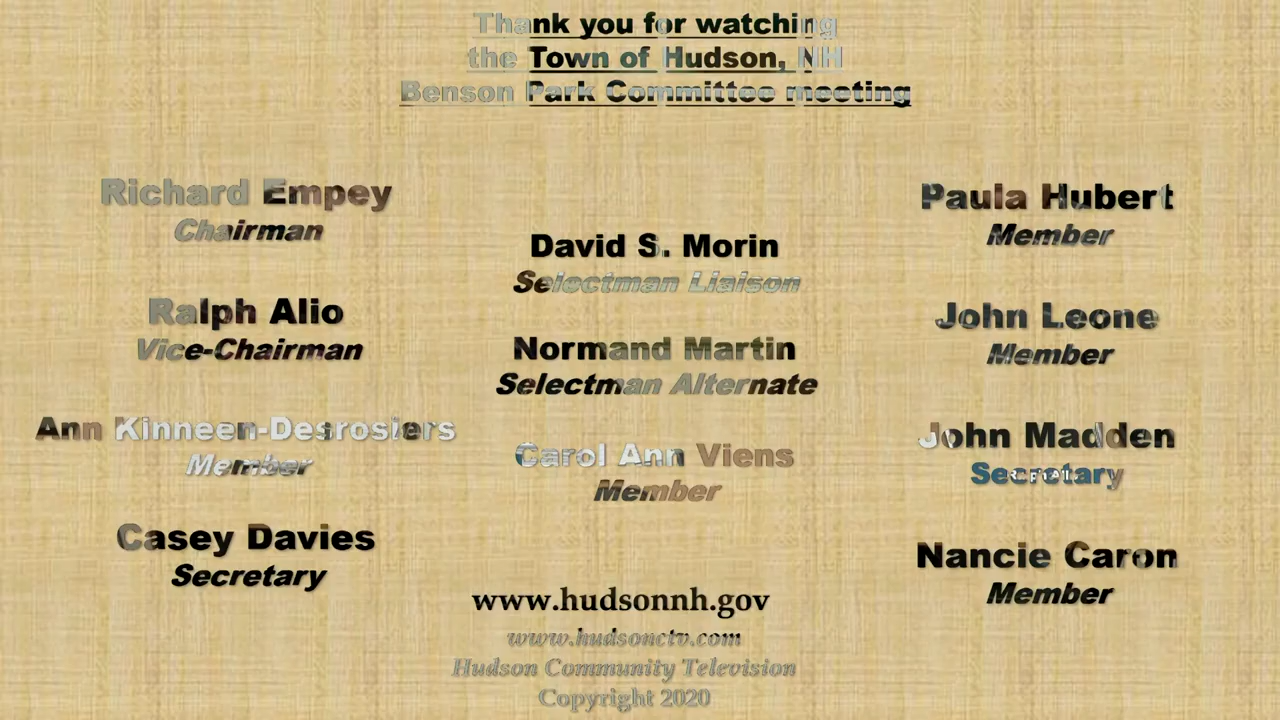 Thank you for watching
the Town of Hudson, NH
Benson Park Committee meeting
Richard Empey
Chairman
Ralph Alio
Vice-Chairman
Ann Kinneen-Desrosiers
Member
Casey Davies
Secretary
David S. Morin
Selectman Liaison
Normand Martin
Selectman Alternate
Carol Ann Viens
Member
Paula Hubert
Member
John Leone
Member
John Madden
Secretary
Nancie Caron
Member
www.hudsonnh.gov
www.hudsonctv.com
Hudson Community Television
Copyright 2020